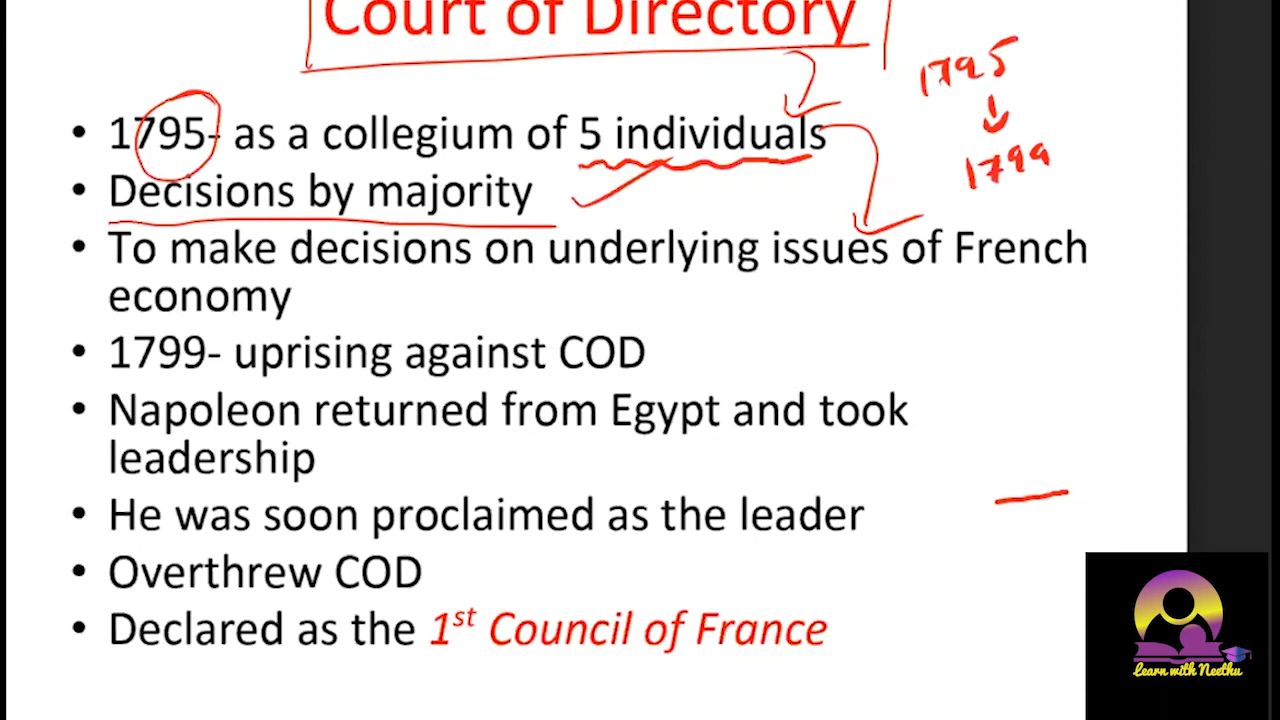 Court of Directory
1795
1799
• 1795- as a collegium of 5 individuals
• Decisions by majority
• To make decisions on underlying issues of French
economy
• 1799- uprising against COD
• Napoleon returned from Egypt and took
leadership
• He was soon proclaimed as the leader
• Overthrew COD
• Declared as the 1st Council of France
Learn with Neethu